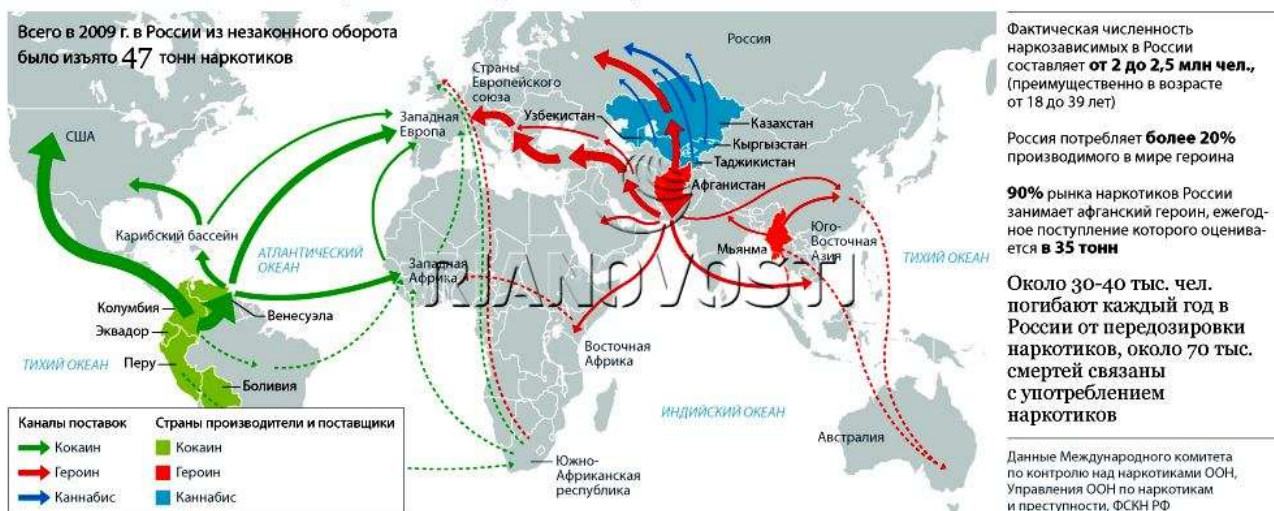 Всего в 2009 г. в России из незаконного оборота
было изъято 47 тонн наркотиков
Россия
Страны
Европейского
союза
Западная
Европа
Узбекистан
Казахстан
Кыргызстан
Таджикистан
Афганистан
США
Карибский бассейн
АТЛАНТИЧЕСКИЙ
ОКЕАН
Западная
Африка
Мьянма
Юго-
Восточная
Азия
ТИХИЙ ОКЕАН
RIANOVOSTI
Колумбия
Венесуэла
Эквадор
ТИХИЙ ОКЕАН
Перу
Боливия
Восточная
Африка
ИНДИЙСКИЙ ОКЕАН
Австралия
Южно-
Африканская
республика
Каналы поставок
Кокаин
Героин
Каннабис
Страны производители и поставщики
Кокаин
Героин
Каннабис
Фактическая численность
наркозависимых в России
составляет от 2 до 2,5 млн чел.,
(преимущественно в возрасте
от 18 до 39 лет)
Россия потребляет более 20%
производимого в мире героина
90% рынка наркотиков России
занимает афганский героин, ежегод-
ное поступление которого оценива-
ется в 35 тонн
Около 30-40 тыс. чел.
погибают каждый год в
России от передозировки
наркотиков, около 70 тыс.
смертей связаны
с употреблением
наркотиков
Данные Международного комитета
по контролю над наркотиками ООН,
Управления ООН по наркотикам
и преступности, ФСКН РФ